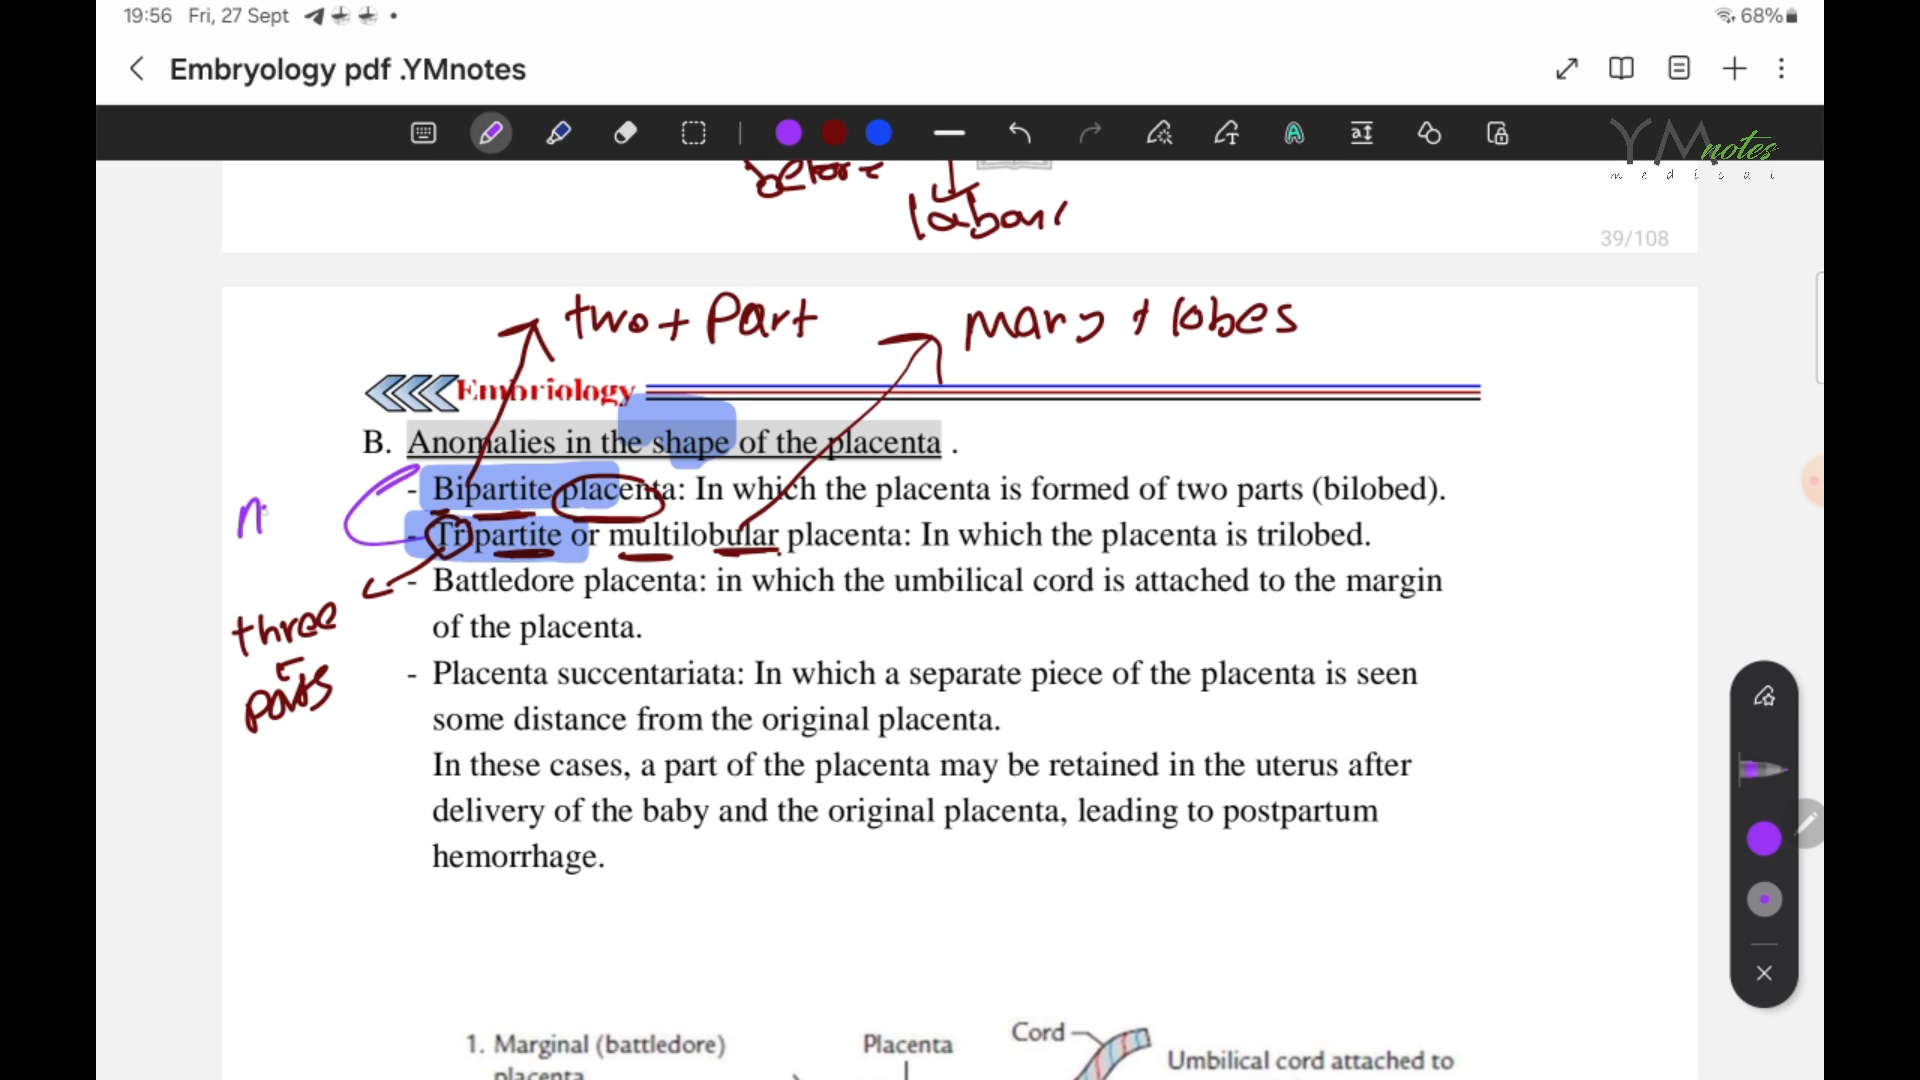 19:56 Fri, 27 Sept
68%
Embryology pdf .YMnotes
YMnotes
medical
before
labour
39/108
two + Part
many + lobes
Embriology
B. Anomalies in the shape of the placenta .
- Bipartite placenta: In which the placenta is formed of two parts (bilobed).
n
- Tripartite or multilobular placenta: In which the placenta is trilobed.
- Battledore placenta: in which the umbilical cord is attached to the margin
of the placenta.
three
parts
- Placenta succentariata: In which a separate piece of the placenta is seen
some distance from the original placenta.
In these cases, a part of the placenta may be retained in the uterus after
delivery of the baby and the original placenta, leading to postpartum
hemorrhage.
1. Marginal (battledore)
placenta
Placenta
Cord
Umbilical cord attached to